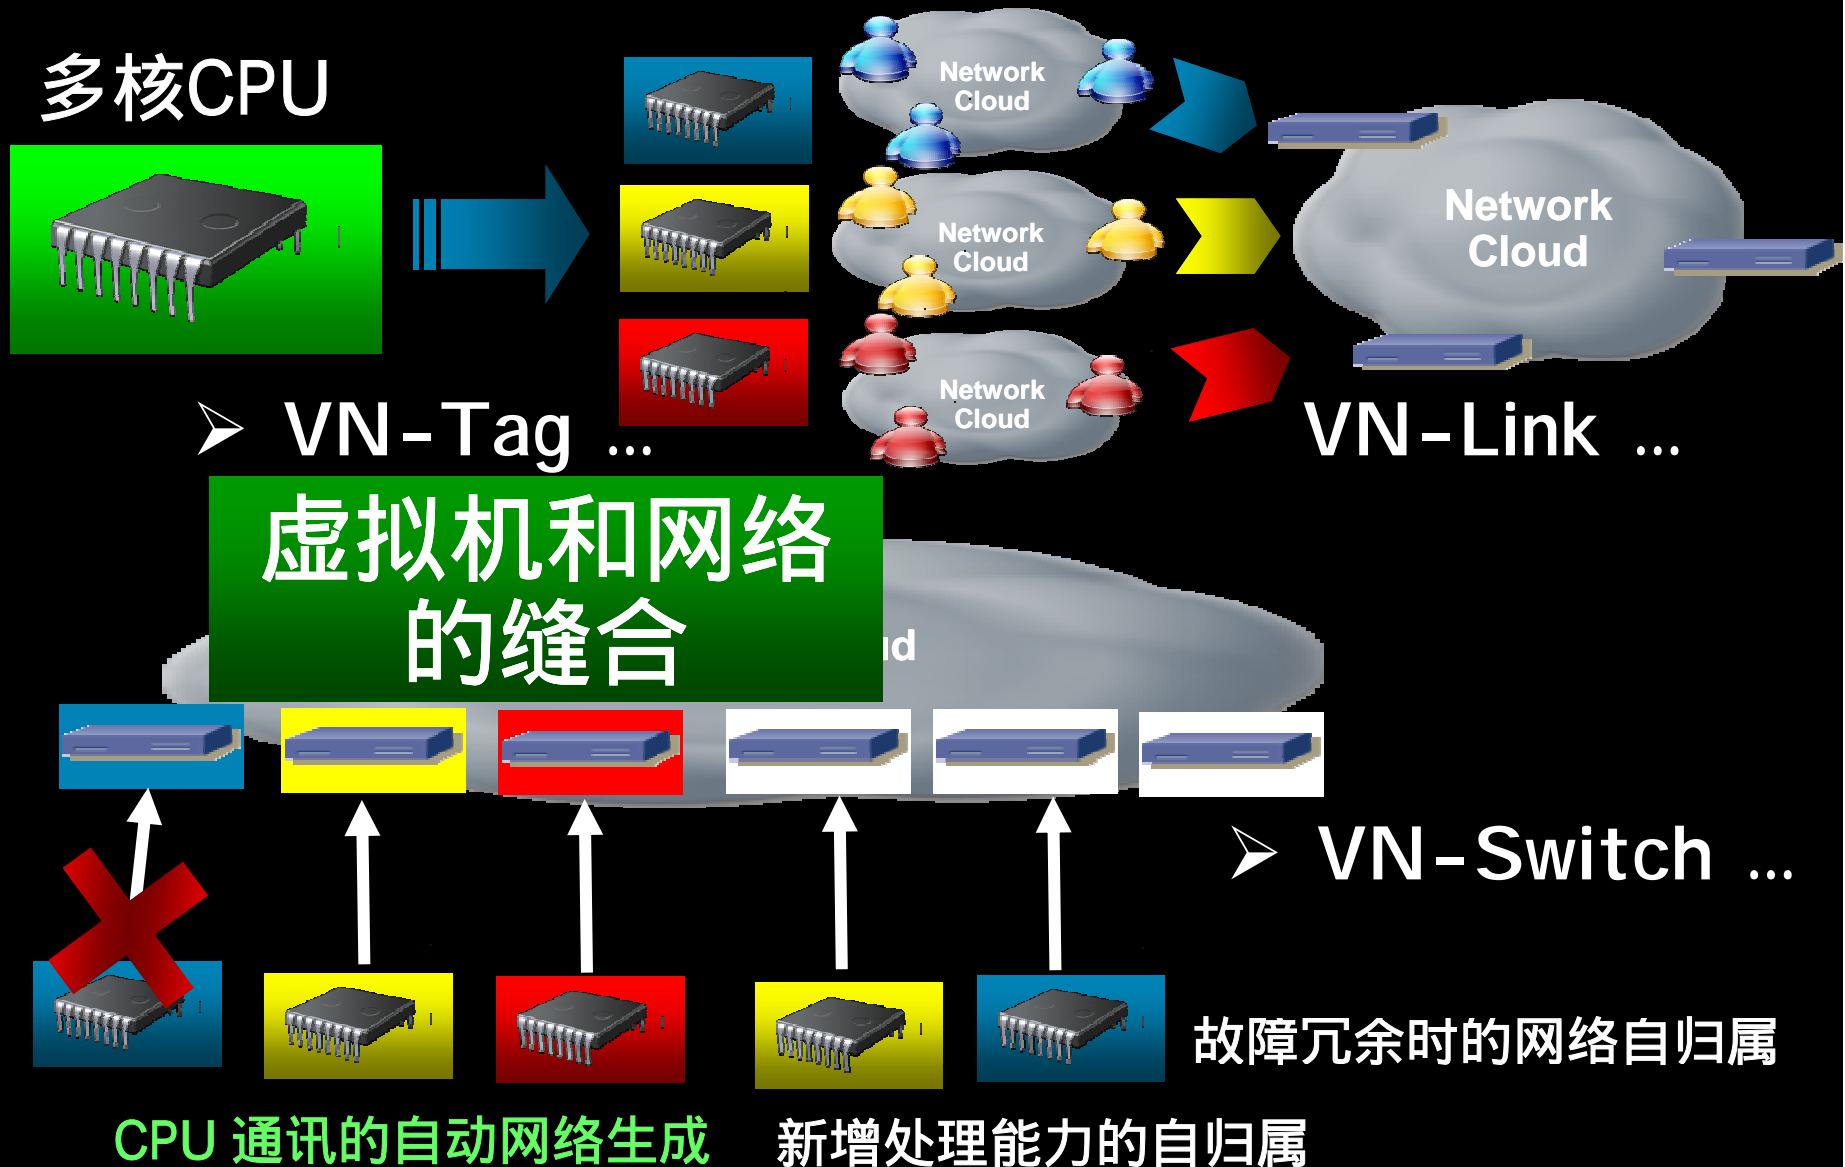 多核CPU
Network
Cloud
Network
Cloud
Network
Cloud
Network
Cloud
➢ VN-Tag ...
VN-Link ...
虚拟机和网络
的缝合
ud
➢ VN-Switch ...
故障冗余时的网络自归属
CPU 通讯的自动网络生成
新增处理能力的自归属